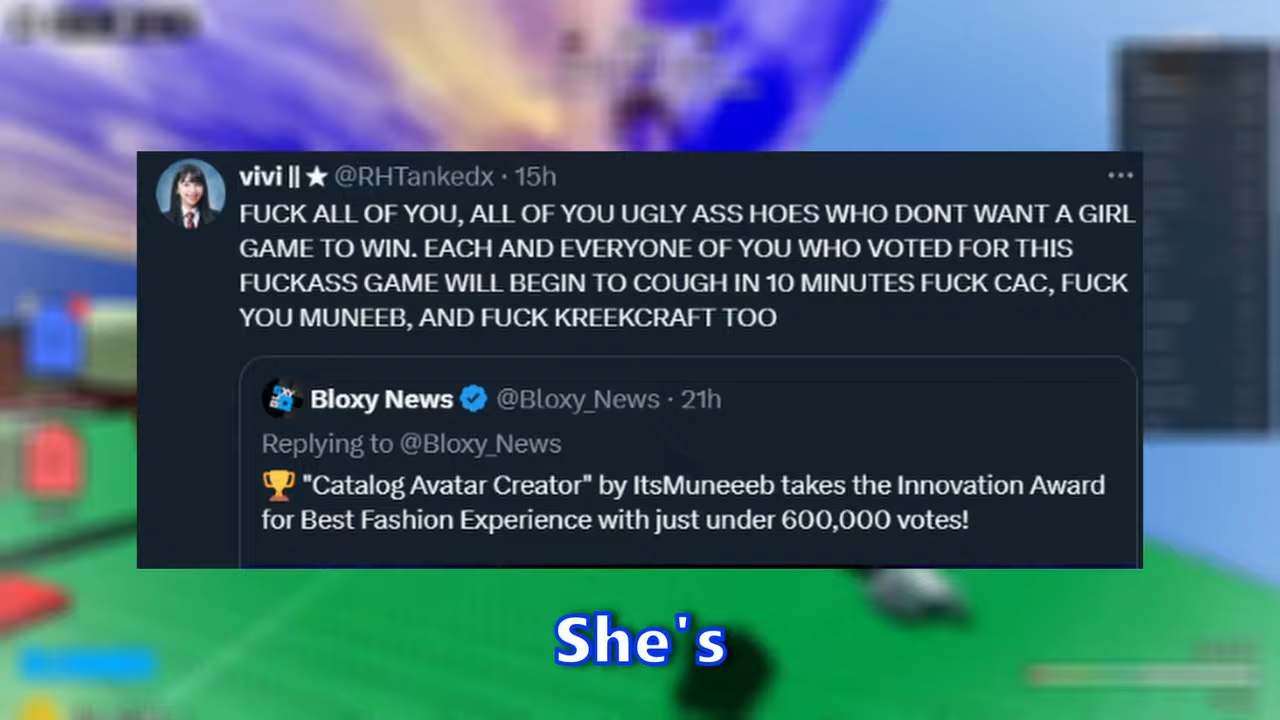 vivi || ★ @RHTankedx · 15h
FUCK ALL OF YOU, ALL OF YOU UGLY ASS HOES WHO DONT WANT A GIRL
GAME TO WIN. EACH AND EVERYONE OF YOU WHO VOTED FOR THIS
FUCKASS GAME WILL BEGIN TO COUGH IN 10 MINUTES FUCK CAC, FUCK
YOU MUNEEB, AND FUCK KREEKCRAFT TOO
Bloxy News @Bloxy_News · 21h
Replying to @Bloxy_News
🏆 "Catalog Avatar Creator" by ItsMuneeeb takes the Innovation Award
for Best Fashion Experience with just under 600,000 votes!
She's